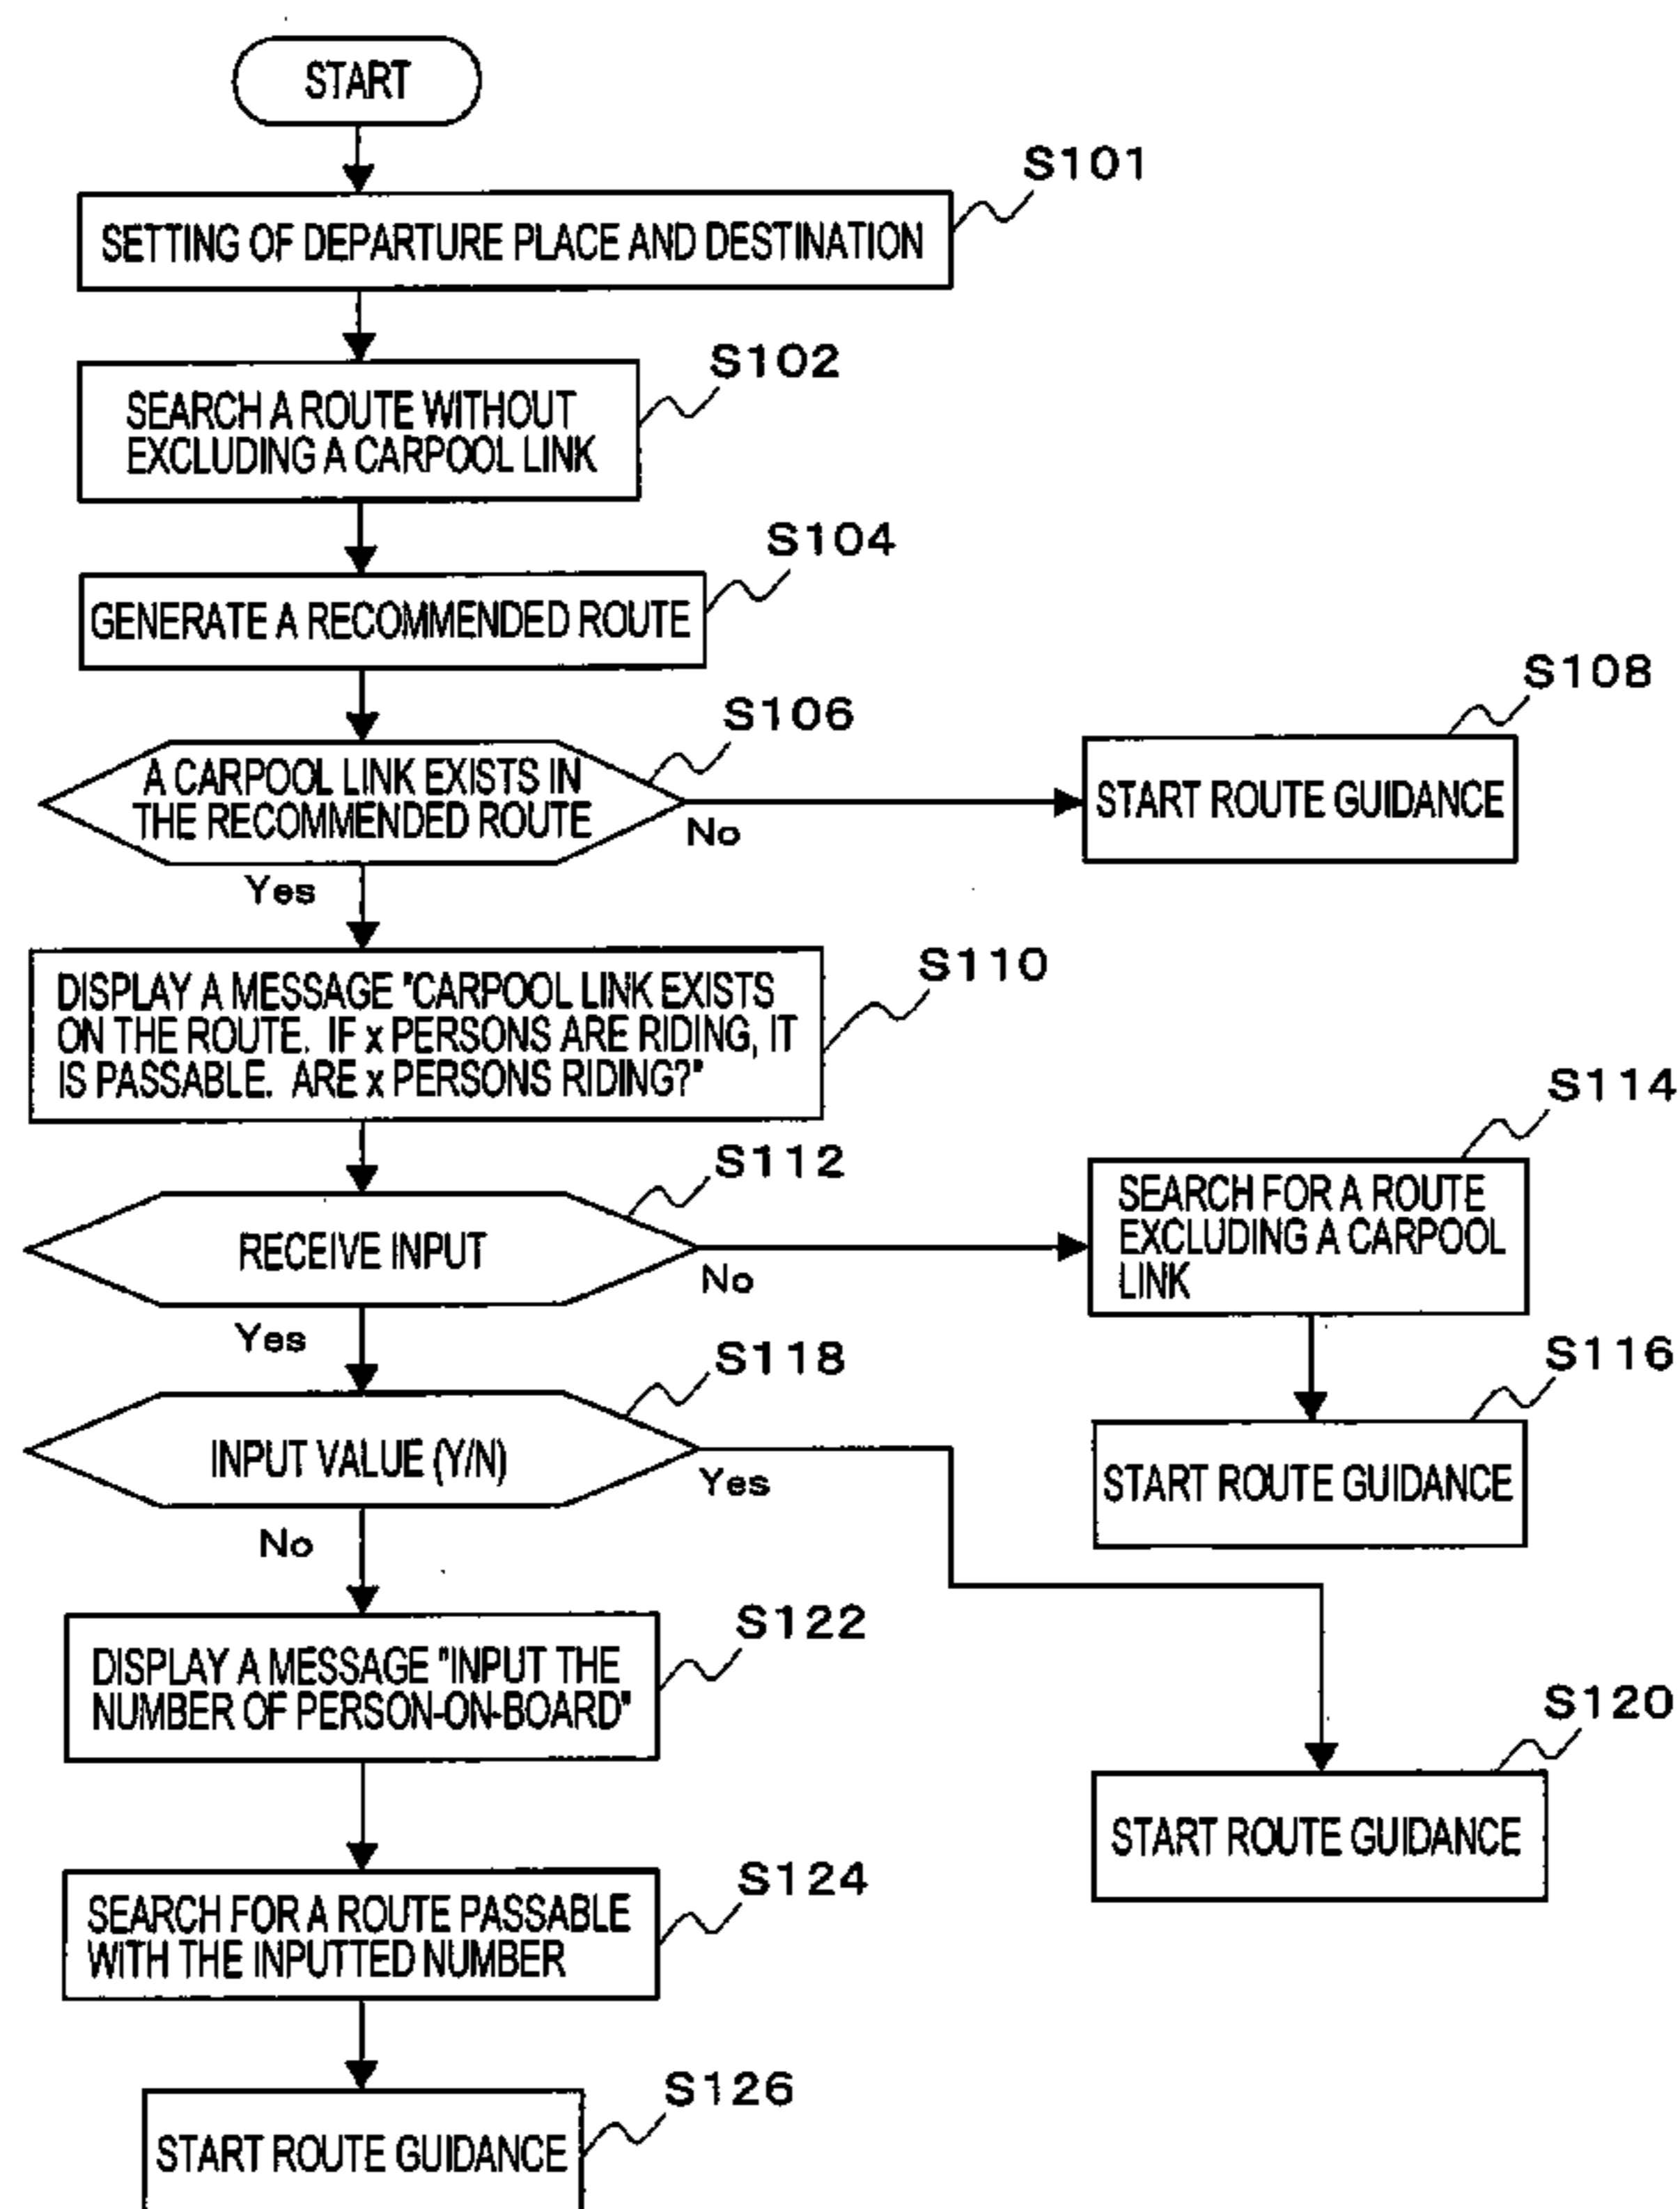 START
S101
SETTING OF DEPARTURE PLACE AND DESTINATION
S102
SEARCH A ROUTE WITHOUT
EXCLUDING A CARPOOL LINK
S104
GENERATE A RECOMMENDED ROUTE
S106
A CARPOOL LINK EXISTS IN
THE RECOMMENDED ROUTE
No
Yes
S108
START ROUTE GUIDANCE
S110
DISPLAY A MESSAGE "CARPOOL LINK EXISTS
ON THE ROUTE. IF x PERSONS ARE RIDING, IT
IS PASSABLE. ARE x PERSONS RIDING?"
S112
RECEIVE INPUT
No
Yes
S114
SEARCH FOR A ROUTE
EXCLUDING A CARPOOL
LINK
S116
START ROUTE GUIDANCE
S118
INPUT VALUE (Y/N)
Yes
No
S120
START ROUTE GUIDANCE
S122
DISPLAY A MESSAGE "INPUT THE
NUMBER OF PERSON-ON-BOARD"
S124
SEARCH FOR A ROUTE PASSABLE
WITH THE INPUTTED NUMBER
S126
START ROUTE GUIDANCE